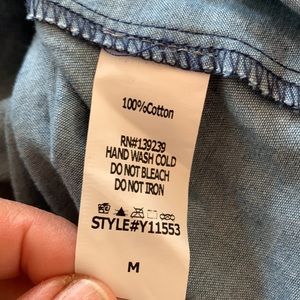 100%Cotton
RN#139239
HAND WASH COLD
DO NOT BLEACH
DO NOT IRON
STYLE#Y11553
M